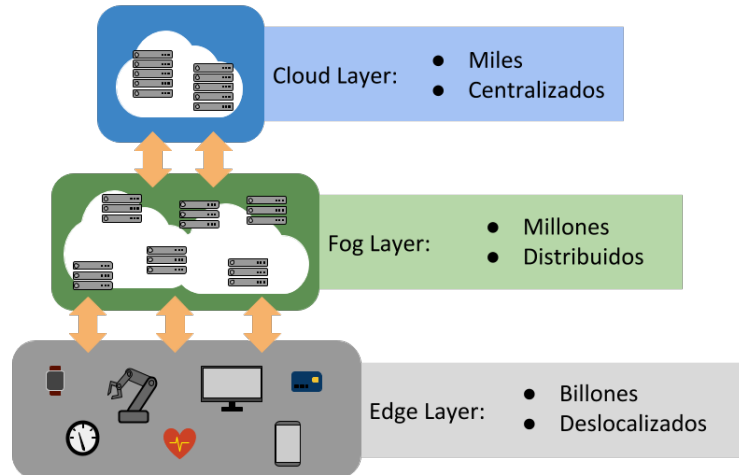 Cloud Layer:
● Miles
● Centralizados
Fog Layer:
● Millones
● Distribuidos
Edge Layer:
● Billones
● Deslocalizados